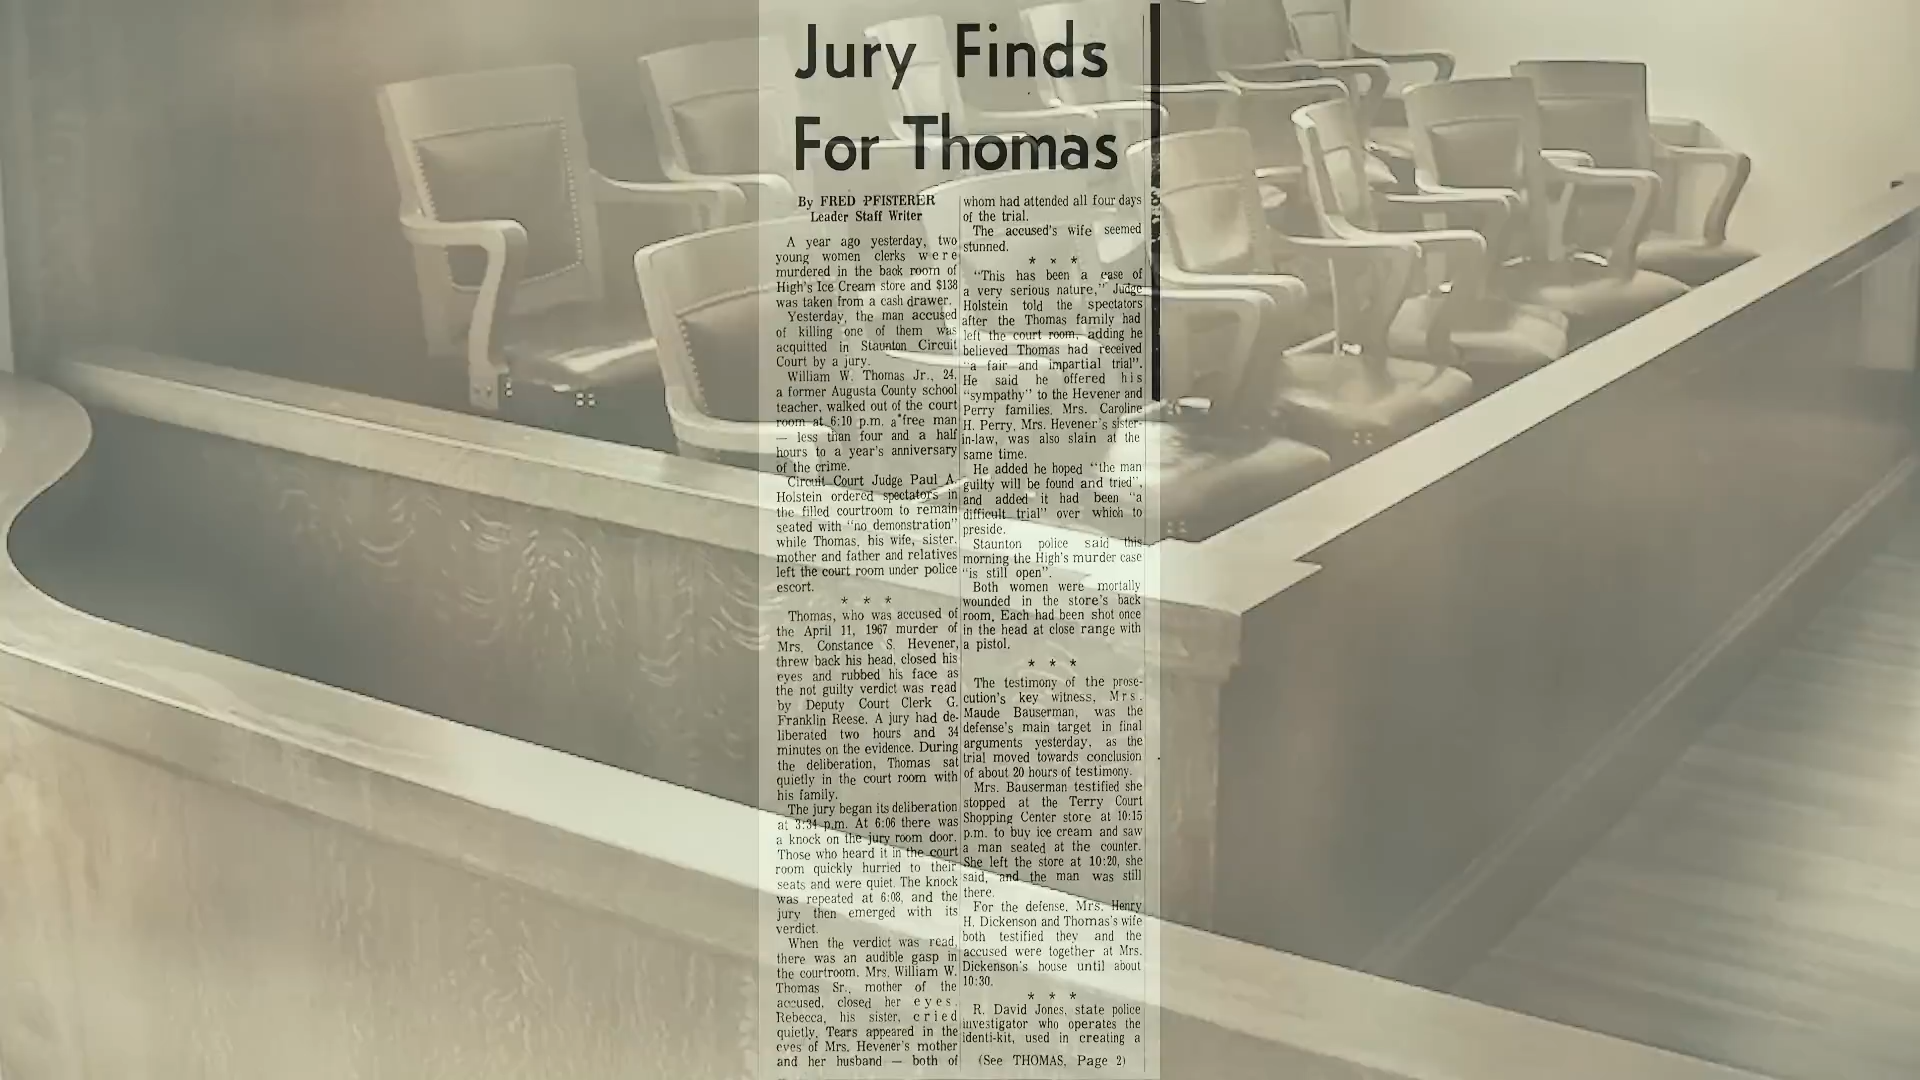 Jury Finds
For Thomas
By FRED PFISTERER
Leader Staff Writer
A year ago yesterday, two
young women clerks were
murdered in the back room of
High's Ice Cream store and $138
was taken from a cash drawer.
Yesterday, the man accused
of killing one of them was
acquitted in Staunton Circuit
Court by a jury.
William W. Thomas Jr., 24,
a former Augusta County school
teacher, walked out of the court
room at 6:10 p.m. a free man
— less than four and a half
hours to a year's anniversary
of the crime.
Circuit Court Judge Paul A.
Holstein ordered spectators in
the filled courtroom to remain
seated with "no demonstration"
while Thomas, his wife, sister,
mother and father and relatives
left the court room under police
escort.
* * *
Thomas, who was accused of
the April 11, 1967 murder of
Mrs. Constance S. Hevener,
threw back his head, closed his
eyes and rubbed his face as
the not guilty verdict was read
by Deputy Court Clerk G.
Franklin Reese. A jury had de-
liberated two hours and 34
minutes on the evidence. During
the deliberation, Thomas sat
quietly in the court room with
his family.
The jury began its deliberation
at 3:34 p.m. At 6:06 there was
a knock on the jury room door.
Those who heard it in the court
room quickly hurried to their
seats and were quiet. The knock
was repeated at 6:08, and the
jury then emerged with its
verdict.
When the verdict was read,
there was an audible gasp in
the courtroom. Mrs. William W.
Thomas Sr., mother of the
accused, closed her eyes.
Rebecca, his sister, cried
quietly. Tears appeared in the
eyes of Mrs. Hevener's mother
and her husband — both of
whom had attended all four days
of the trial.
The accused's wife seemed
stunned.
* * *
"This has been a case of
a very serious nature," Judge
Holstein told the spectators
after the Thomas family had
left the court room, adding he
believed Thomas had received
"a fair and impartial trial".
He said he offered his
"sympathy" to the Hevener and
Perry families. Mrs. Caroline
H. Perry, Mrs. Hevener's sister-
in-law, was also slain at the
same time.
He added he hoped "the man
guilty will be found and tried",
and added it had been "a
difficult trial" over which to
preside.
Staunton police said this
morning the High's murder case
"is still open".
Both women were mortally
wounded in the store's back
room. Each had been shot once
in the head at close range with
a pistol.
* * *
The testimony of the prose-
cution's key witness, Mrs.
Maude Bauserman, was the
defense's main target in final
arguments yesterday, as the
trial moved towards conclusion
of about 20 hours of testimony.
Mrs. Bauserman testified she
stopped at the Terry Court
Shopping Center store at 10:15
p.m. to buy ice cream and saw
a man seated at the counter.
She left the store at 10:20, she
said, and the man was still
there.
For the defense, Mrs. Henry
H. Dickenson and Thomas's wife
both testified they and the
accused were together at Mrs.
Dickenson's house until about
10:30.
* * *
R. David Jones, state police
investigator who operates the
identi-kit, used in creating a
(See THOMAS, Page 2)